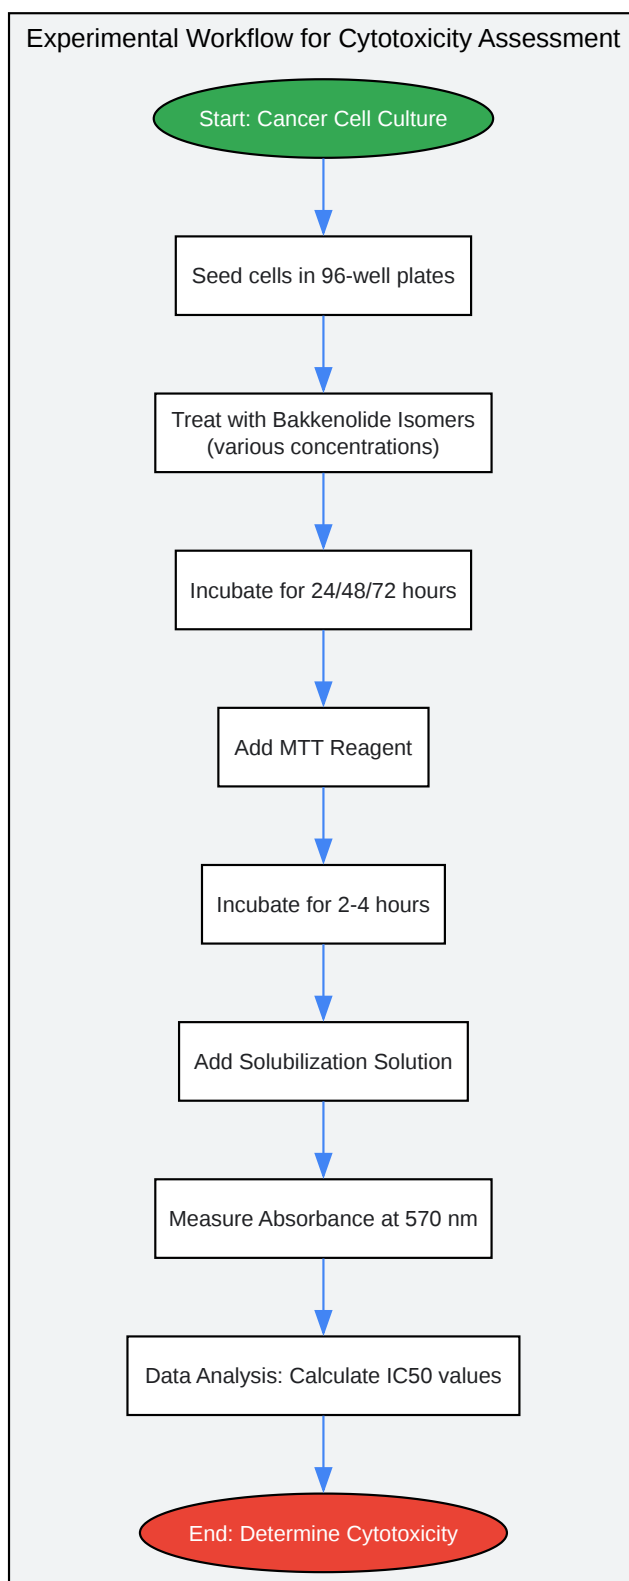 Experimental Workflow for Cytotoxicity Assessment
Start: Cancer Cell Culture
Seed cells in 96-well plates
Treat with Bakkenolide Isomers
(various concentrations)
Incubate for 24/48/72 hours
Add MTT Reagent
Incubate for 2-4 hours
Add Solubilization Solution
Measure Absorbance at 570 nm
Data Analysis: Calculate IC50 values
End: Determine Cytotoxicity